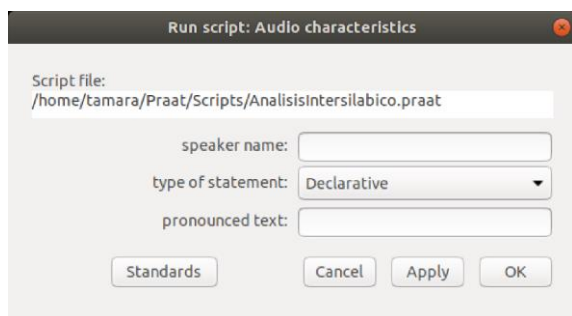 Run script: Audio characteristics
Script file:
/home/tamara/Praat/Scripts/AnalisisIntersilabico.praat
speaker name:
type of statement: Declarative
pronounced text:
Standards Cancel Apply OK